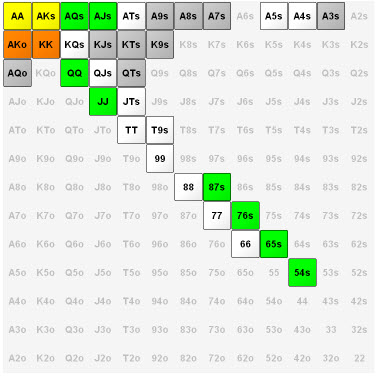 AA AKs AQs AJs ATs A9s A8s A7s A6s A5s A4s A3s A2s
AKo KK KQs KJs KTs K9s K8s K7s K6s K5s K4s K3s K2s
AQo KQo QQ QJs QTs Q9s Q8s Q7s Q6s Q5s Q4s Q3s Q2s
AJo KJo QJo JJ JTs J9s J8s J7s J6s J5s J4s J3s J2s
ATo KTo QTo JTo TT T9s T8s T7s T6s T5s T4s T3s T2s
A9o K9o Q9o J9o T9o 99 98s 97s 96s 95s 94s 93s 92s
A8o K8o Q8o J8o T8o 98o 88 87s 86s 85s 84s 83s 82s
A7o K7o Q7o J7o T7o 97o 87o 77 76s 75s 74s 73s 72s
A6o K6o Q6o J6o T6o 96o 86o 76o 66 65s 64s 63s 62s
A5o K5o Q5o J5o T5o 95o 85o 75o 65o 55 54s 53s 52s
A4o K4o Q4o J4o T4o 94o 84o 74o 64o 54o 44 43s 42s
A3o K3o Q3o J3o T3o 93o 83o 73o 63o 53o 43o 33 32s
A2o K2o Q2o J2o T2o 92o 82o 72o 62o 52o 42o 32o 22